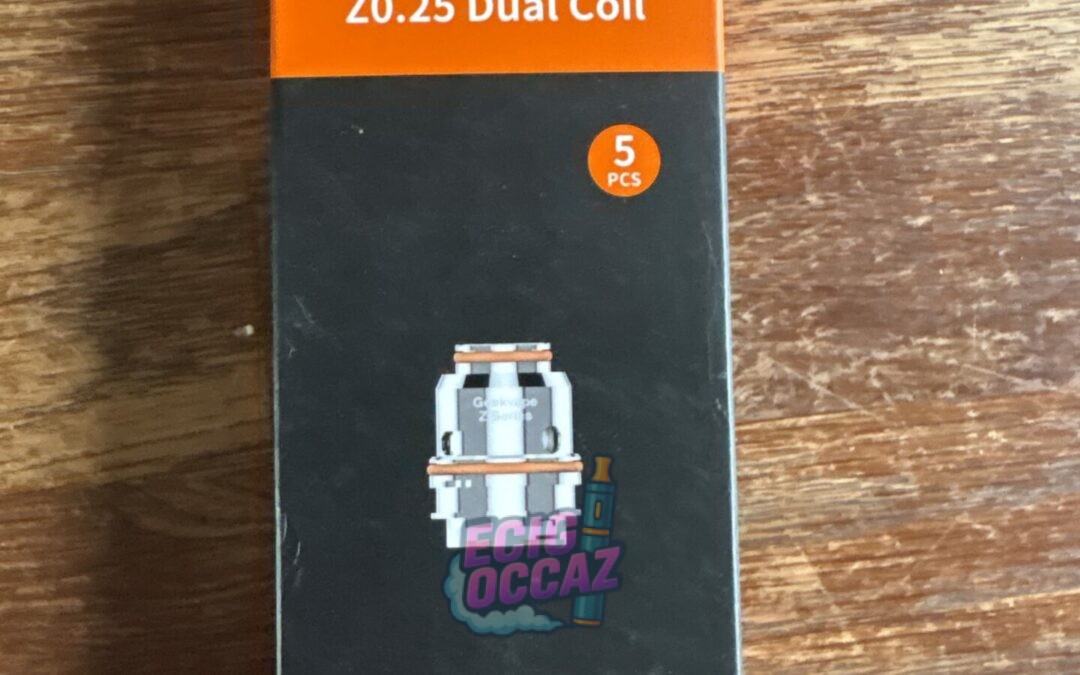 Z0.25 Dual Coil
5
PCS
Geekvape
Z Series
ECIG
OCCAZ